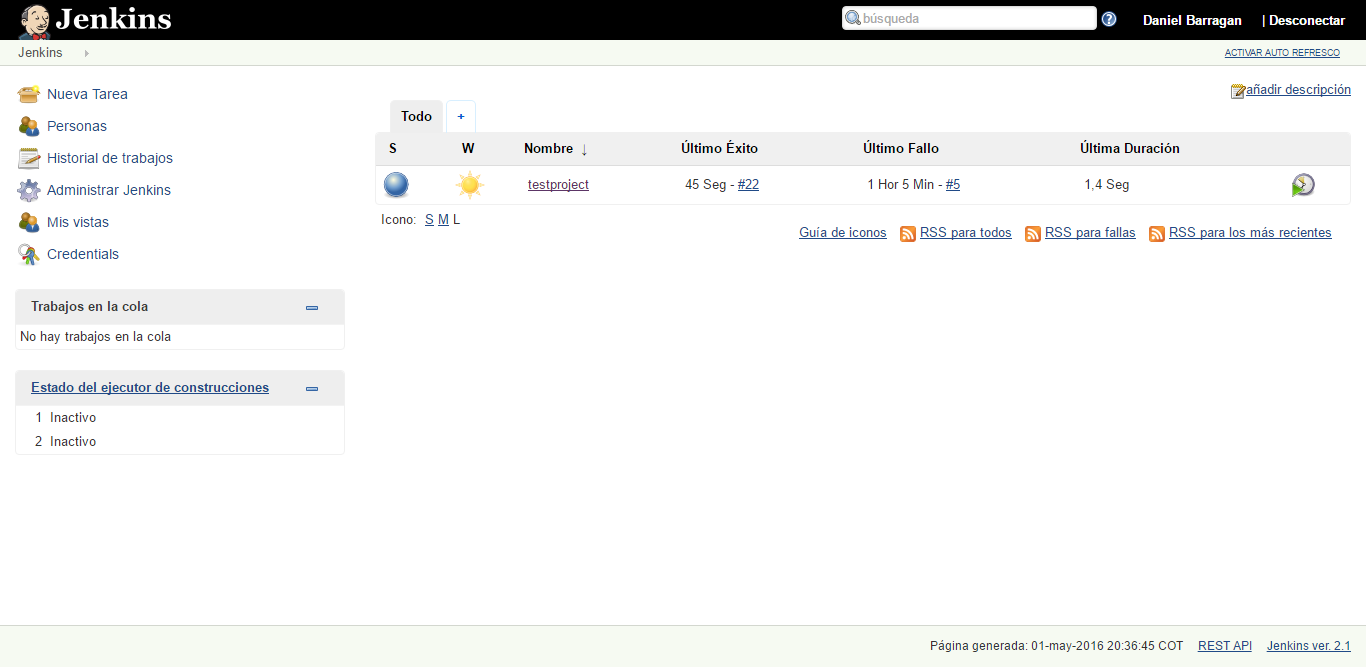 Jenkins
búsqueda
Daniel Barragan | Desconectar
Jenkins
ACTIVAR AUTO REFRESCO
Nueva Tarea
Personas
Historial de trabajos
Administrar Jenkins
Mis vistas
Credentials
Trabajos en la cola
No hay trabajos en la cola
Estado del ejecutor de construcciones
1 Inactivo
2 Inactivo
añadir descripción
Todo +
S W Nombre ↓ Último Éxito Último Fallo Última Duración
testproject 45 Seg - #22 1 Hor 5 Min - #5 1,4 Seg
Icono: S M L
Guía de iconos RSS para todos RSS para fallas RSS para los más recientes
Página generada: 01-may-2016 20:36:45 COT REST API Jenkins ver. 2.1